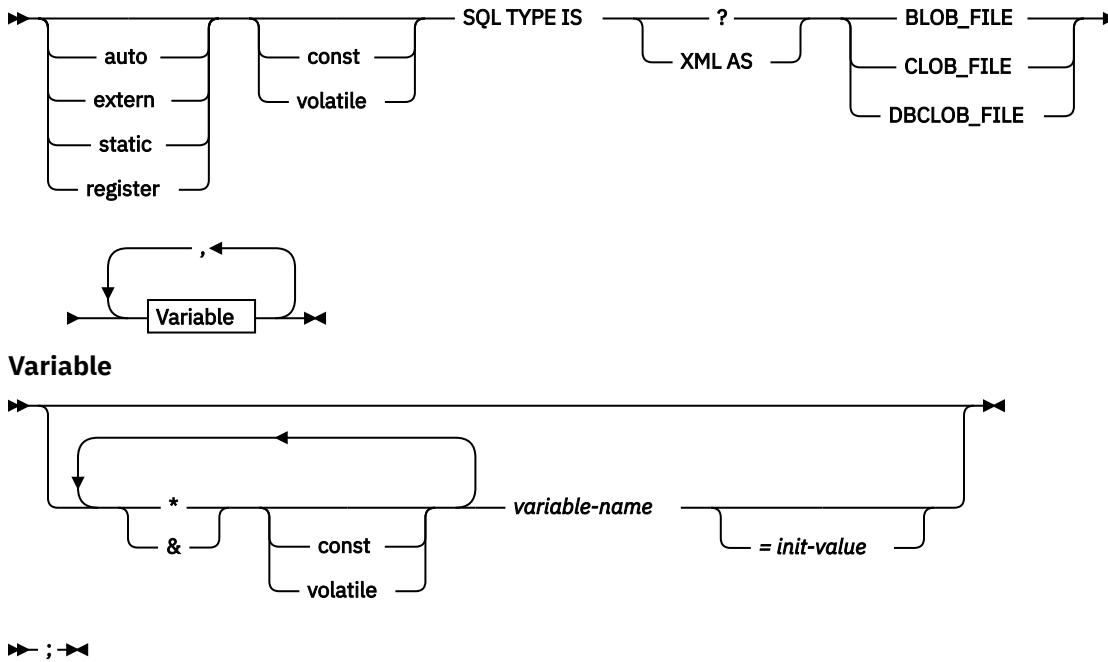 SQL TYPE IS ? BLOB_FILE
auto const XML AS CLOB_FILE
extern volatile DBCLOB_FILE
static
register
,
Variable
Variable
* variable-name
& const = init-value
volatile
;